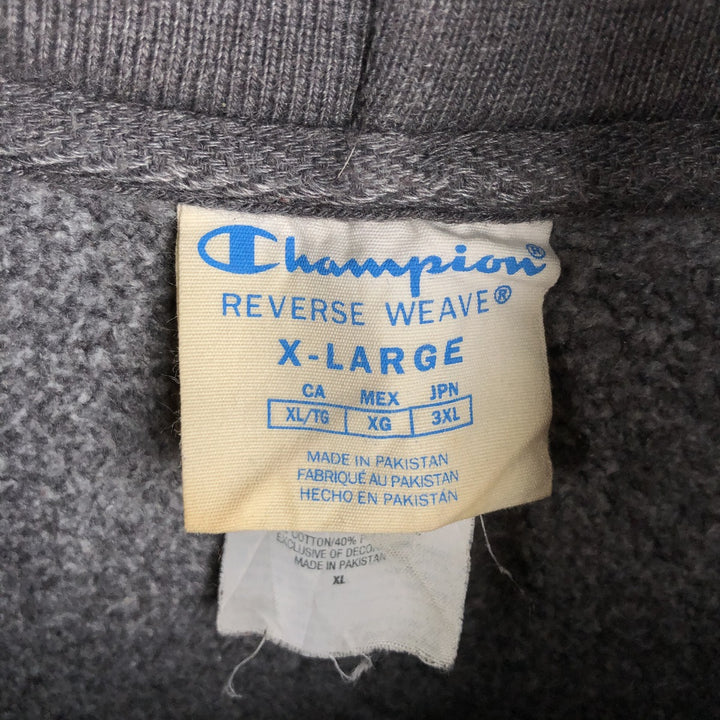 Champion®
REVERSE WEAVE®
X-LARGE
CA MEX JPN
XL/TG XG 3XL
MADE IN PAKISTAN
FABRIQUÉ AU PAKISTAN
HECHO EN PAKISTÁN
COTTON/40%
EXCLUSIVE OF
MADE IN PAKISTAN
XL